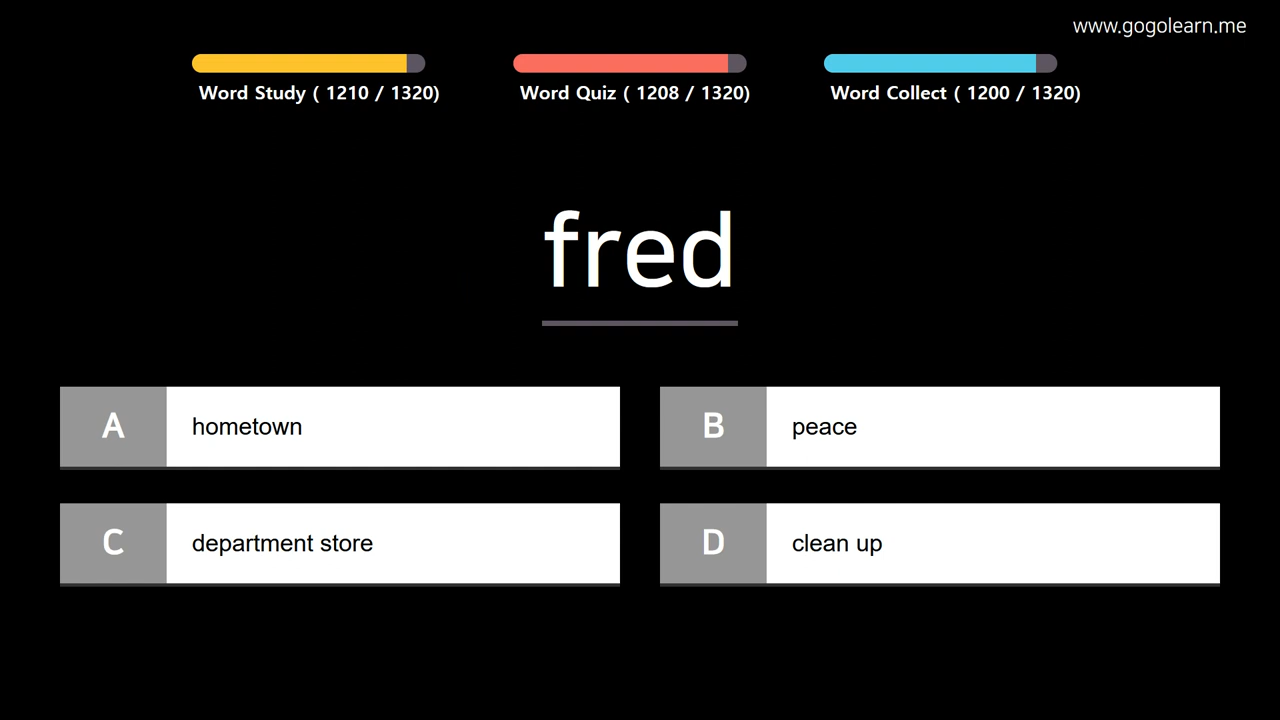 www.gogolearn.me
Word Study ( 1210 / 1320)
Word Quiz ( 1208 / 1320)
Word Collect ( 1200 / 1320)
fred
A hometown
B peace
C department store
D clean up